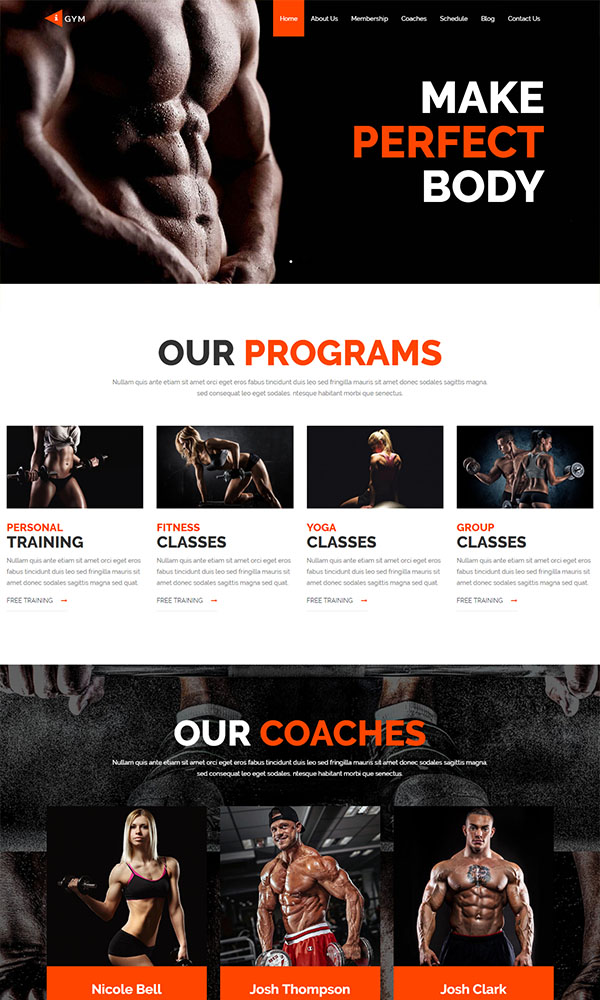 i GYM
Home About Us Membership Coaches Schedule Blog Contact Us
MAKE
PERFECT
BODY
OUR PROGRAMS
Nullam quis ante etiam sit amet orci eget eros fabus tincidunt duis leo sed fringilla mauris sit amet donec sodales sagittis magna.
sed consequat leo eget sodales. ntesque habitant morbi que senectus.
PERSONAL
TRAINING
Nullam quis ante etiam sit amet orci eget eros
fabus tincidunt duis leo sed fringilla mauris sit
amet donec sodales sagittis magna sed quat.
FREE TRAINING →
FITNESS
CLASSES
Nullam quis ante etiam sit amet orci eget eros
fabus tincidunt duis leo sed fringilla mauris sit
amet donec sodales sagittis magna sed quat.
FREE TRAINING →
YOGA
CLASSES
Nullam quis ante etiam sit amet orci eget eros
fabus tincidunt duis leo sed fringilla mauris sit
amet donec sodales sagittis magna sed quat.
FREE TRAINING →
GROUP
CLASSES
Nullam quis ante etiam sit amet orci eget eros
fabus tincidunt duis leo sed fringilla mauris sit
amet donec sodales sagittis magna sed quat.
FREE TRAINING →
OUR COACHES
Nullam quis ante etiam sit amet orci eget eros fabus tincidunt duis leo sed fringilla mauris sit amet donec sodales sagittis magna.
sed consequat leo eget sodales. ntesque habitant morbi que senectus.
Nicole Bell
Josh Thompson
Josh Clark